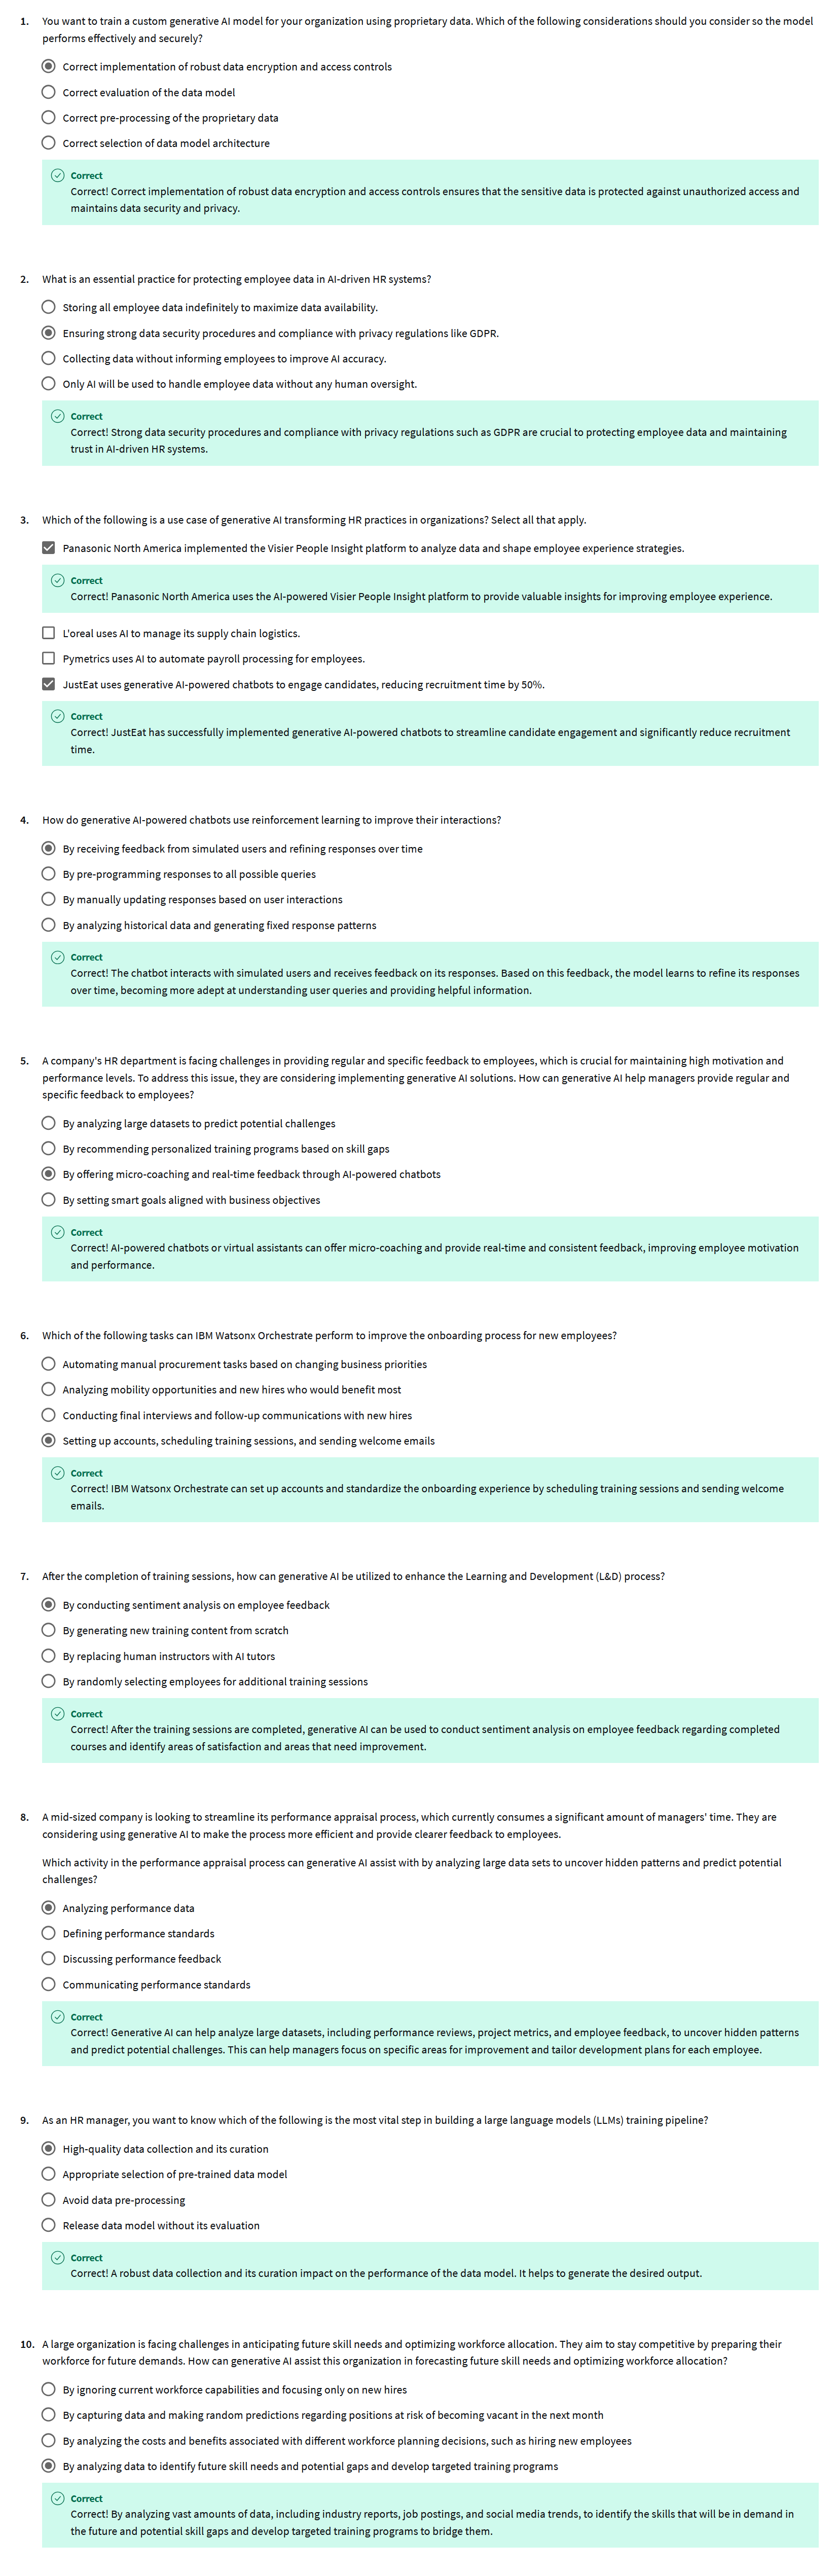 1. You want to train a custom generative AI model for your organization using proprietary data. Which of the following considerations should you consider so the model
performs effectively and securely?
Correct implementation of robust data encryption and access controls
Correct evaluation of the data model
Correct pre-processing of the proprietary data
Correct selection of data model architecture
Correct
Correct! Correct implementation of robust data encryption and access controls ensures that the sensitive data is protected against unauthorized access and
maintains data security and privacy.
2. What is an essential practice for protecting employee data in AI-driven HR systems?
Storing all employee data indefinitely to maximize data availability.
Ensuring strong data security procedures and compliance with privacy regulations like GDPR.
Collecting data without informing employees to improve AI accuracy.
Only AI will be used to handle employee data without any human oversight.
Correct
Correct! Strong data security procedures and compliance with privacy regulations such as GDPR are crucial to protecting employee data and maintaining
trust in AI-driven HR systems.
3. Which of the following is a use case of generative AI transforming HR practices in organizations? Select all that apply.
Panasonic North America implemented the Visier People Insight platform to analyze data and shape employee experience strategies.
Correct
Correct! Panasonic North America uses the AI-powered Visier People Insight platform to provide valuable insights for improving employee experience.
L'oreal uses AI to manage its supply chain logistics.
Pymetrics uses AI to automate payroll processing for employees.
JustEat uses generative AI-powered chatbots to engage candidates, reducing recruitment time by 50%.
Correct
Correct! JustEat has successfully implemented generative AI-powered chatbots to streamline candidate engagement and significantly reduce recruitment
time.
4. How do generative AI-powered chatbots use reinforcement learning to improve their interactions?
By receiving feedback from simulated users and refining responses over time
By pre-programming responses to all possible queries
By manually updating responses based on user interactions
By analyzing historical data and generating fixed response patterns
Correct
Correct! The chatbot interacts with simulated users and receives feedback on its responses. Based on this feedback, the model learns to refine its responses
over time, becoming more adept at understanding user queries and providing helpful information.
5. A company's HR department is facing challenges in providing regular and specific feedback to employees, which is crucial for maintaining high motivation and
performance levels. To address this issue, they are considering implementing generative AI solutions. How can generative AI help managers provide regular and
specific feedback to employees?
By analyzing large datasets to predict potential challenges
By recommending personalized training programs based on skill gaps
By offering micro-coaching and real-time feedback through AI-powered chatbots
By setting smart goals aligned with business objectives
Correct
Correct! AI-powered chatbots or virtual assistants can offer micro-coaching and provide real-time and consistent feedback, improving employee motivation
and performance.
6. Which of the following tasks can IBM Watsonx Orchestrate perform to improve the onboarding process for new employees?
Automating manual procurement tasks based on changing business priorities
Analyzing mobility opportunities and new hires who would benefit most
Conducting final interviews and follow-up communications with new hires
Setting up accounts, scheduling training sessions, and sending welcome emails
Correct
Correct! IBM Watsonx Orchestrate can set up accounts and standardize the onboarding experience by scheduling training sessions and sending welcome
emails.
7. After the completion of training sessions, how can generative AI be utilized to enhance the Learning and Development (L&D) process?
By conducting sentiment analysis on employee feedback
By generating new training content from scratch
By replacing human instructors with AI tutors
By randomly selecting employees for additional training sessions
Correct
Correct! After the training sessions are completed, generative AI can be used to conduct sentiment analysis on employee feedback regarding completed
courses and identify areas of satisfaction and areas that need improvement.
8. A mid-sized company is looking to streamline its performance appraisal process, which currently consumes a significant amount of managers' time. They are
considering using generative AI to make the process more efficient and provide clearer feedback to employees.
Which activity in the performance appraisal process can generative AI assist with by analyzing large data sets to uncover hidden patterns and predict potential
challenges?
Analyzing performance data
Defining performance standards
Discussing performance feedback
Communicating performance standards
Correct
Correct! Generative AI can help analyze large datasets, including performance reviews, project metrics, and employee feedback, to uncover hidden patterns
and predict potential challenges. This can help managers focus on specific areas for improvement and tailor development plans for each employee.
9. As an HR manager, you want to know which of the following is the most vital step in building a large language models (LLMs) training pipeline?
High-quality data collection and its curation
Appropriate selection of pre-trained data model
Avoid data pre-processing
Release data model without its evaluation
Correct
Correct! A robust data collection and its curation impact on the performance of the data model. It helps to generate the desired output.
10. A large organization is facing challenges in anticipating future skill needs and optimizing workforce allocation. They aim to stay competitive by preparing their
workforce for future demands. How can generative AI assist this organization in forecasting future skill needs and optimizing workforce allocation?
By ignoring current workforce capabilities and focusing only on new hires
By capturing data and making random predictions regarding positions at risk of becoming vacant in the next month
By analyzing the costs and benefits associated with different workforce planning decisions, such as hiring new employees
By analyzing data to identify future skill needs and potential gaps and develop targeted training programs
Correct
Correct! By analyzing vast amounts of data, including industry reports, job postings, and social media trends, to identify the skills that will be in demand in
the future and potential skill gaps and develop targeted training programs to bridge them.